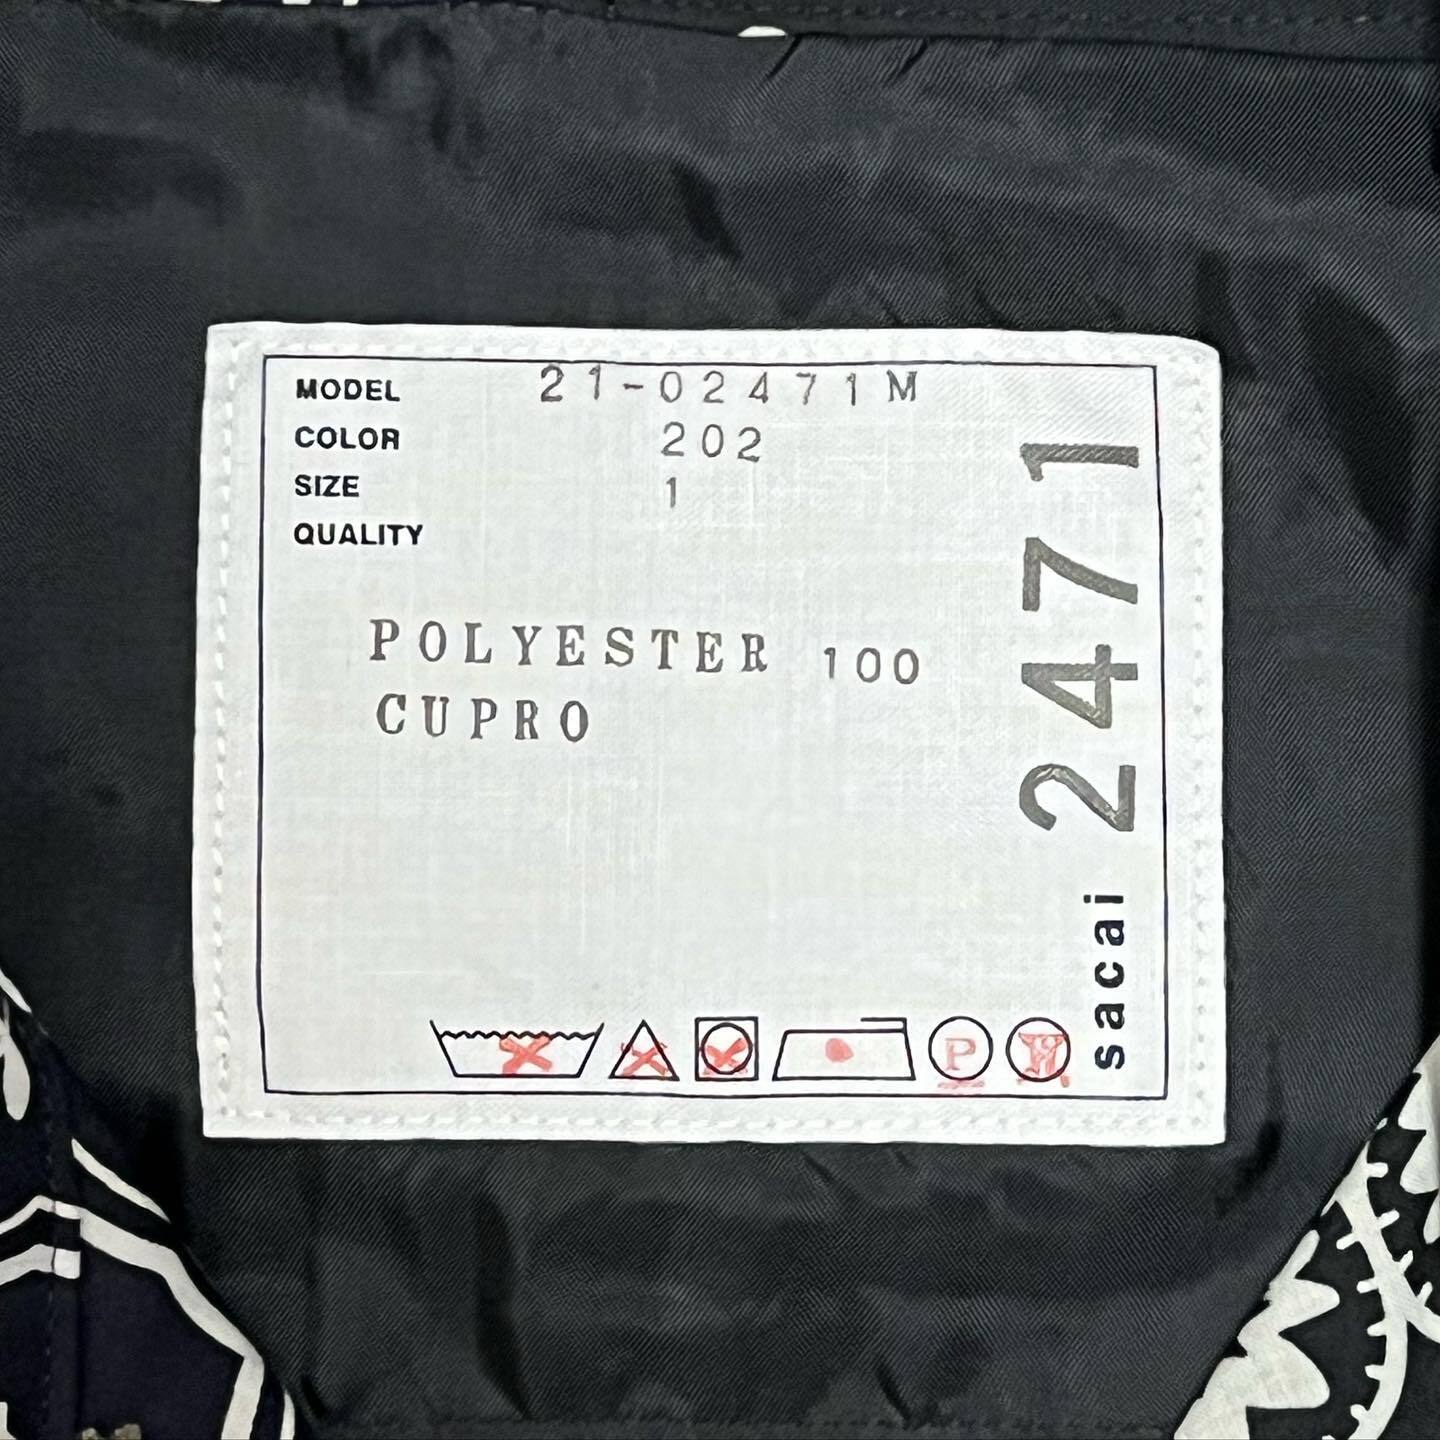 MODEL 21-02471M
COLOR 202
SIZE 1
QUALITY
POLYESTER 100
CUPRO
sacai 2471
P